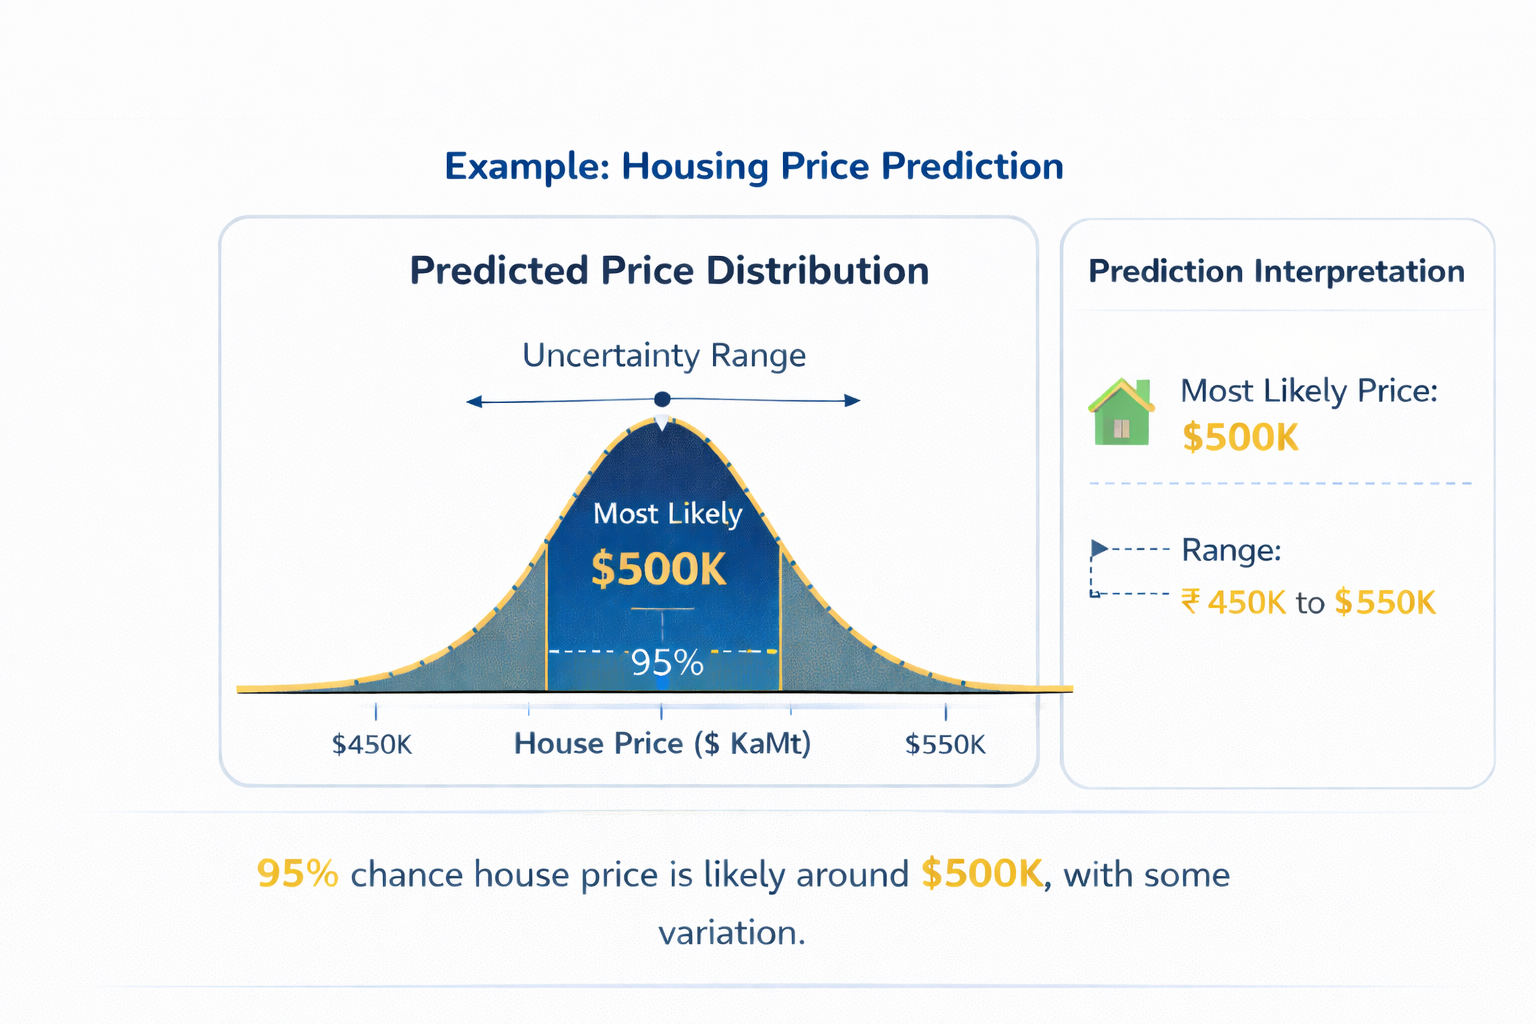 Example: Housing Price Prediction
Predicted Price Distribution
Uncertainty Range
Most Likely
$500K
95%
$450K
House Price ($ KaMt)
$550K
Prediction Interpretation
Most Likely Price:
$500K
Range:
₹ 450K to $550K
95% chance house price is likely around $500K, with some
variation.